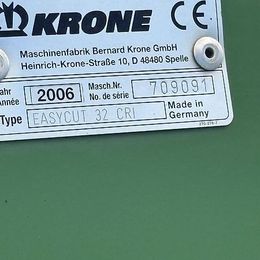 KRONE CE
Maschinenfabrik Bernard Krone GmbH
Heinrich-Krone-Straße 10, D 48480 Spelle
Jahr Année 2006 Masch.Nr. No. de série 709091
Type EASYCUT 32 CRI Made in Germany